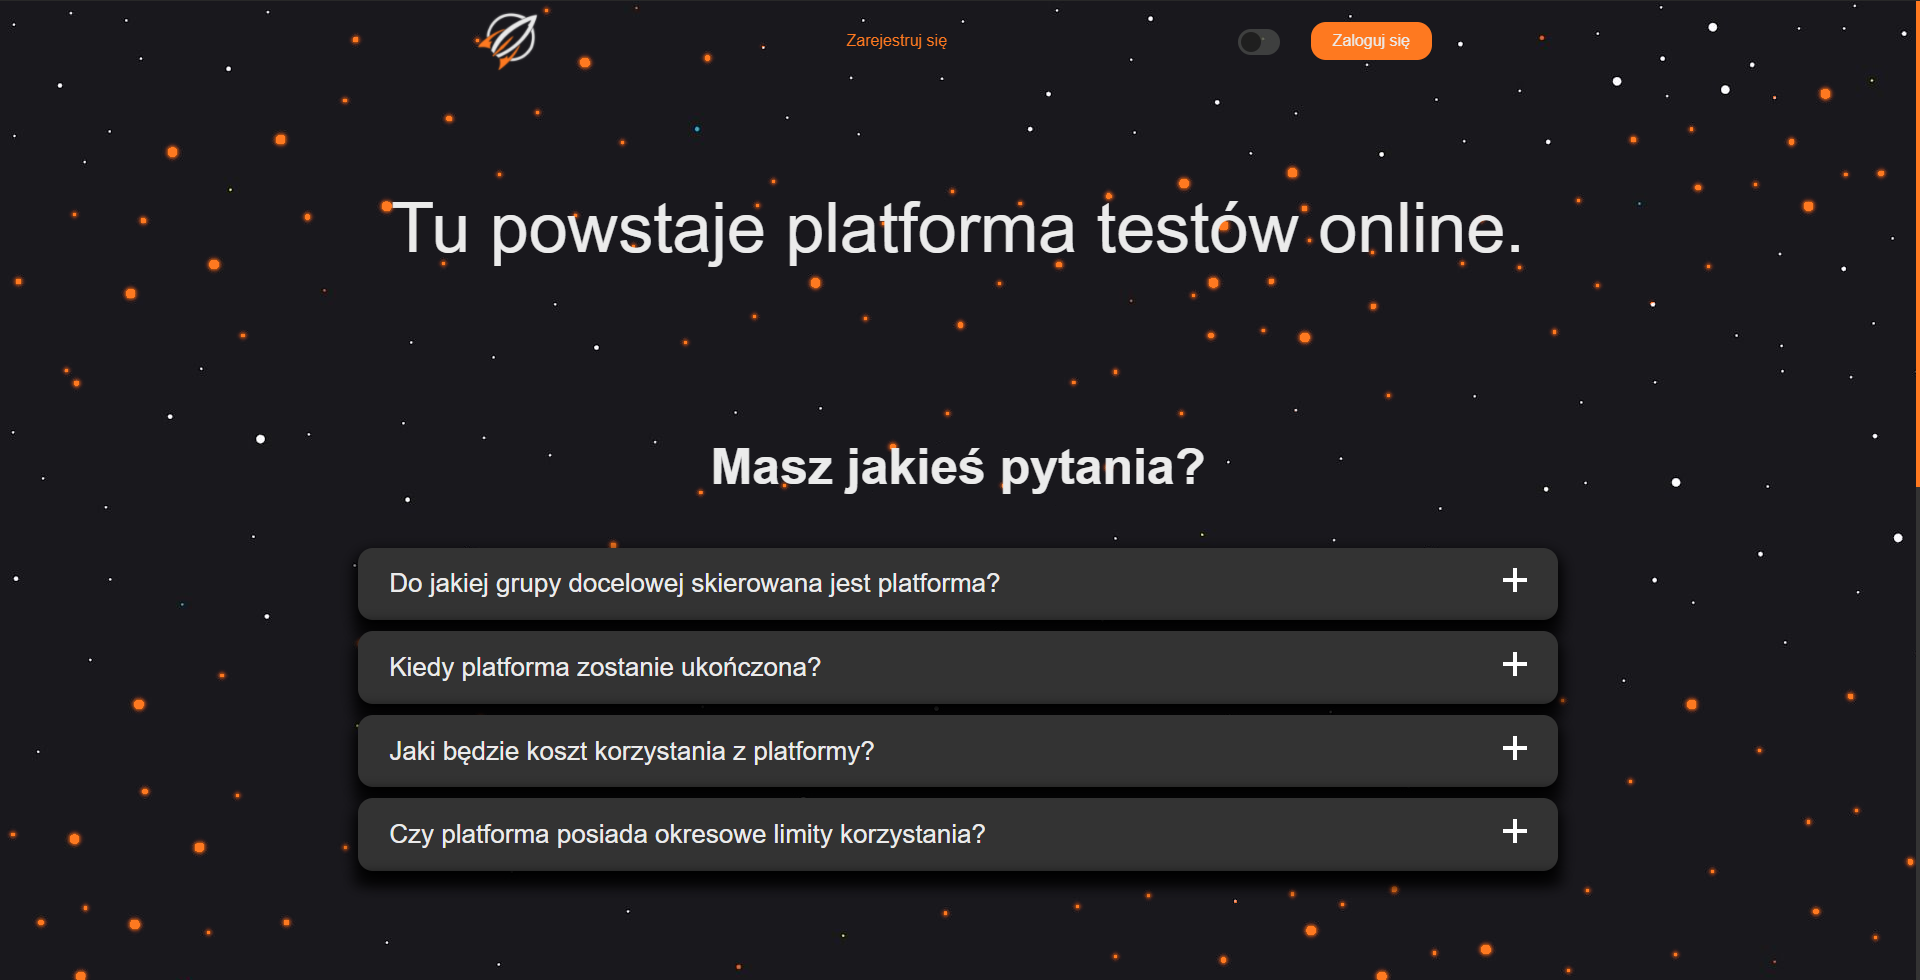 Zarejestruj się
Zaloguj się
Tu powstaje platforma testów online.
Masz jakieś pytania?
Do jakiej grupy docelowej skierowana jest platforma?
Kiedy platforma zostanie ukończona?
Jaki będzie koszt korzystania z platformy?
Czy platforma posiada okresowe limity korzystania?